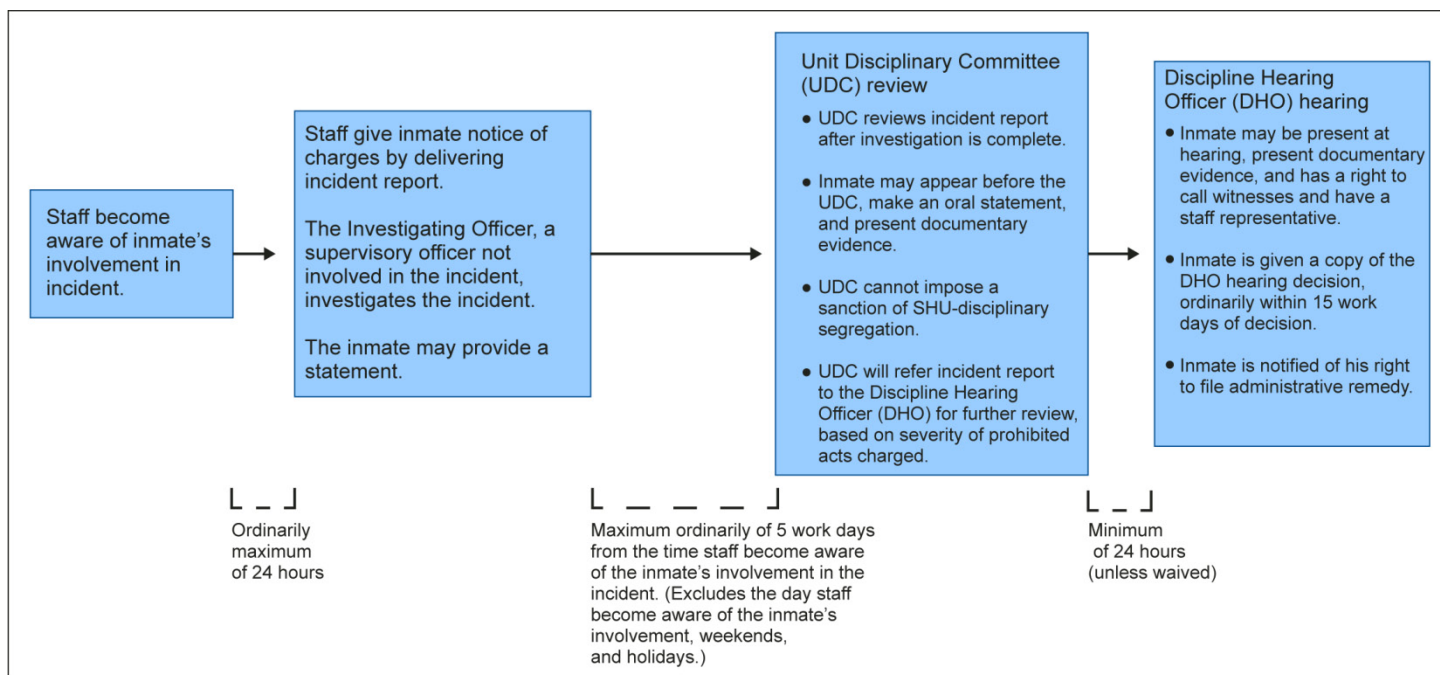 Staff become
aware of inmate's
involvement in
incident.
Staff give inmate notice of
charges by delivering
incident report.
The Investigating Officer, a
supervisory officer not
involved in the incident,
investigates the incident.
The inmate may provide a
statement.
Unit Disciplinary Committee
(UDC) review
● UDC reviews incident report
after investigation is complete.
● Inmate may appear before the
UDC, make an oral statement,
and present documentary
evidence.
● UDC cannot impose a
sanction of SHU-disciplinary
segregation.
● UDC will refer incident report
to the Discipline Hearing
Officer (DHO) for further review,
based on severity of prohibited
acts charged.
Discipline Hearing
Officer (DHO) hearing
● Inmate may be present at
hearing, present documentary
evidence, and has a right to
call witnesses and have a
staff representative.
● Inmate is given a copy of the
DHO hearing decision,
ordinarily within 15 work
days of decision.
● Inmate is notified of his right
to file administrative remedy.
Ordinarily
maximum
of 24 hours
Maximum ordinarily of 5 work days
from the time staff become aware
of the inmate's involvement in the
incident. (Excludes the day staff
become aware of the inmate's
involvement, weekends,
and holidays.)
Minimum
of 24 hours
(unless waived)